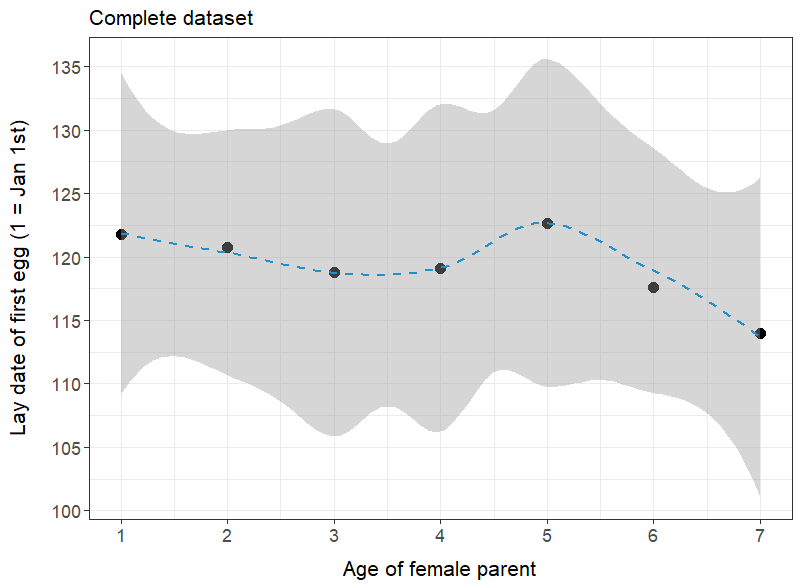 Complete dataset
Lay date of first egg (1 = Jan 1st)
135
130
125
120
115
110
105
100
1 2 3 4 5 6 7
Age of female parent